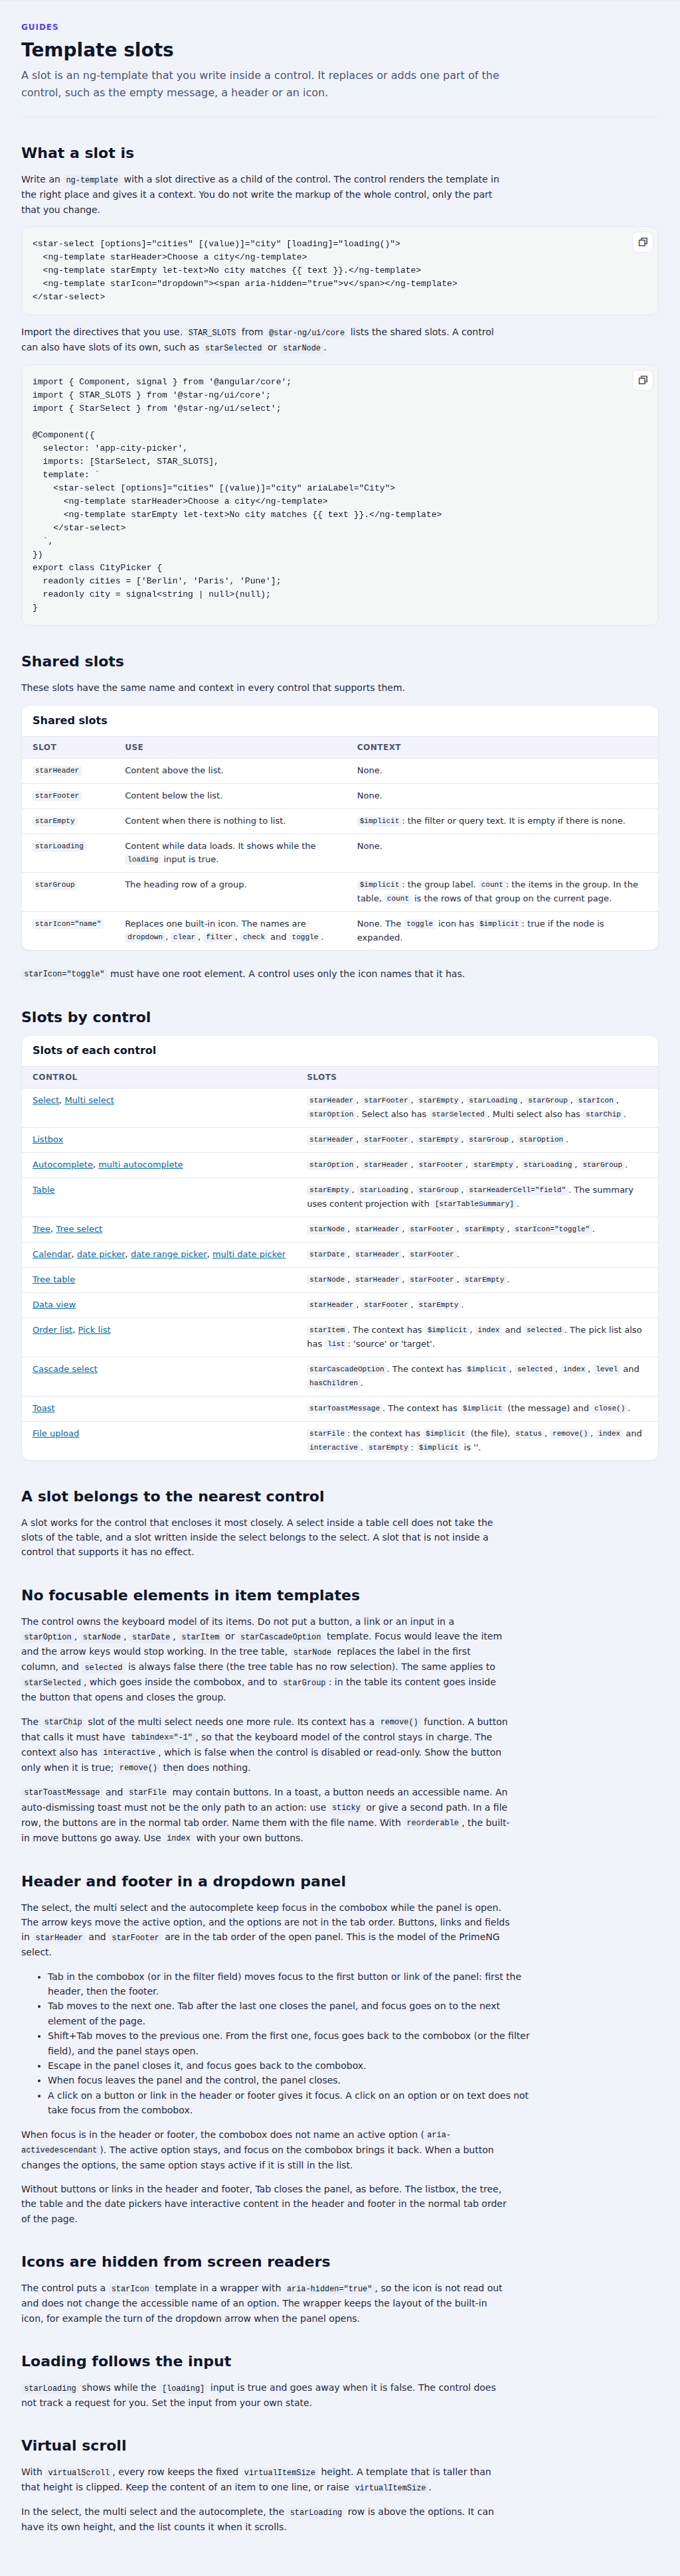 GUIDES
Template slots
A slot is an ng-template that you write inside a control. It replaces or adds one part of the
control, such as the empty message, a header or an icon.
What a slot is
Write an ng-template with a slot directive as a child of the control. The control renders the template in
the right place and gives it a context. You do not write the markup of the whole control, only the part
that you change.
<star-select [options]="cities" [(value)]="city" [loading]="loading()">
  <ng-template starHeader>Choose a city</ng-template>
  <ng-template starEmpty let-text>No city matches {{ text }}.</ng-template>
  <ng-template starIcon="dropdown"><span aria-hidden="true">v</span></ng-template>
</star-select>
Import the directives that you use. STAR_SLOTS from @star-ng/ui/core lists the shared slots. A control
can also have slots of its own, such as starSelected or starNode.
import { Component, signal } from '@angular/core';
import { STAR_SLOTS } from '@star-ng/ui/core';
import { StarSelect } from '@star-ng/ui/select';
@Component({
  selector: 'app-city-picker',
  imports: [StarSelect, STAR_SLOTS],
  template: `
    <star-select [options]="cities" [(value)]="city" ariaLabel="City">
      <ng-template starHeader>Choose a city</ng-template>
      <ng-template starEmpty let-text>No city matches {{ text }}.</ng-template>
    </star-select>
  `,
})
export class CityPicker {
  readonly cities = ['Berlin', 'Paris', 'Pune'];
  readonly city = signal<string | null>(null);
}
Shared slots
These slots have the same name and context in every control that supports them.
Shared slots
SLOT USE CONTEXT
starHeader Content above the list. None.
starFooter Content below the list. None.
starEmpty Content when there is nothing to list. $implicit: the filter or query text. It is empty if there is none.
starLoading Content while data loads. It shows while the None.
loading input is true.
starGroup The heading row of a group. $implicit: the group label. count: the items in the group. In the
table, count is the rows of that group on the current page.
starIcon="name" Replaces one built-in icon. The names are None. The toggle icon has $implicit: true if the node is
dropdown, clear, filter, check and toggle. expanded.
starIcon="toggle" must have one root element. A control uses only the icon names that it has.
Slots by control
Slots of each control
CONTROL SLOTS
Select, Multi select starHeader, starFooter, starEmpty, starLoading, starGroup, starIcon,
starOption. Select also has starSelected. Multi select also has starChip.
Listbox starHeader, starFooter, starEmpty, starGroup, starOption.
Autocomplete, multi autocomplete starOption, starHeader, starFooter, starEmpty, starLoading, starGroup.
Table starEmpty, starLoading, starGroup, starHeaderCell="field". The summary
uses content projection with [starTableSummary].
Tree, Tree select starNode, starHeader, starFooter, starEmpty, starIcon="toggle".
Calendar, date picker, date range picker, multi date picker starDate, starHeader, starFooter.
Tree table starNode, starHeader, starFooter, starEmpty.
Data view starHeader, starFooter, starEmpty.
Order list, Pick list starItem. The context has $implicit, index and selected. The pick list also
has list: 'source' or 'target'.
Cascade select starCascadeOption. The context has $implicit, selected, index, level and
hasChildren.
Toast starToastMessage. The context has $implicit (the message) and close().
File upload starFile: the context has $implicit (the file), status, remove(), index and
interactive. starEmpty: $implicit is ''.
A slot belongs to the nearest control
A slot works for the control that encloses it most closely. A select inside a table cell does not take the
slots of the table, and a slot written inside the select belongs to the select. A slot that is not inside a
control that supports it has no effect.
No focusable elements in item templates
The control owns the keyboard model of its items. Do not put a button, a link or an input in a
starOption, starNode, starDate, starItem or starCascadeOption template. Focus would leave the item
and the arrow keys would stop working. In the tree table, starNode replaces the label in the first
column, and selected is always false there (the tree table has no row selection). The same applies to
starSelected, which goes inside the combobox, and to starGroup: in the table its content goes inside
the button that opens and closes the group.
The starChip slot of the multi select needs one more rule. Its context has a remove() function. A button
that calls it must have tabindex="-1", so that the keyboard model of the control stays in charge. The
context also has interactive, which is false when the control is disabled or read-only. Show the button
only when it is true; remove() then does nothing.
starToastMessage and starFile may contain buttons. In a toast, a button needs an accessible name. An
auto-dismissing toast must not be the only path to an action: use sticky or give a second path. In a file
row, the buttons are in the normal tab order. Name them with the file name. With reorderable, the built-
in move buttons go away. Use index with your own buttons.
Header and footer in a dropdown panel
The select, the multi select and the autocomplete keep focus in the combobox while the panel is open.
The arrow keys move the active option, and the options are not in the tab order. Buttons, links and fields
in starHeader and starFooter are in the tab order of the open panel. This is the model of the PrimeNG
select.
• Tab in the combobox (or in the filter field) moves focus to the first button or link of the panel: first the
header, then the footer.
• Tab moves to the next one. Tab after the last one closes the panel, and focus goes on to the next
element of the page.
• Shift+Tab moves to the previous one. From the first one, focus goes back to the combobox (or the filter
field), and the panel stays open.
• Escape in the panel closes it, and focus goes back to the combobox.
• When focus leaves the panel and the control, the panel closes.
• A click on a button or link in the header or footer gives it focus. A click on an option or on text does not
take focus from the combobox.
When focus is in the header or footer, the combobox does not name an active option (aria-
activedescendant). The active option stays, and focus on the combobox brings it back. When a button
changes the options, the same option stays active if it is still in the list.
Without buttons or links in the header and footer, Tab closes the panel, as before. The listbox, the tree,
the table and the date pickers have interactive content in the header and footer in the normal tab order
of the page.
Icons are hidden from screen readers
The control puts a starIcon template in a wrapper with aria-hidden="true", so the icon is not read out
and does not change the accessible name of an option. The wrapper keeps the layout of the built-in
icon, for example the turn of the dropdown arrow when the panel opens.
Loading follows the input
starLoading shows while the [loading] input is true and goes away when it is false. The control does
not track a request for you. Set the input from your own state.
Virtual scroll
With virtualScroll, every row keeps the fixed virtualItemSize height. A template that is taller than
that height is clipped. Keep the content of an item to one line, or raise virtualItemSize.
In the select, the multi select and the autocomplete, the starLoading row is above the options. It can
have its own height, and the list counts it when it scrolls.